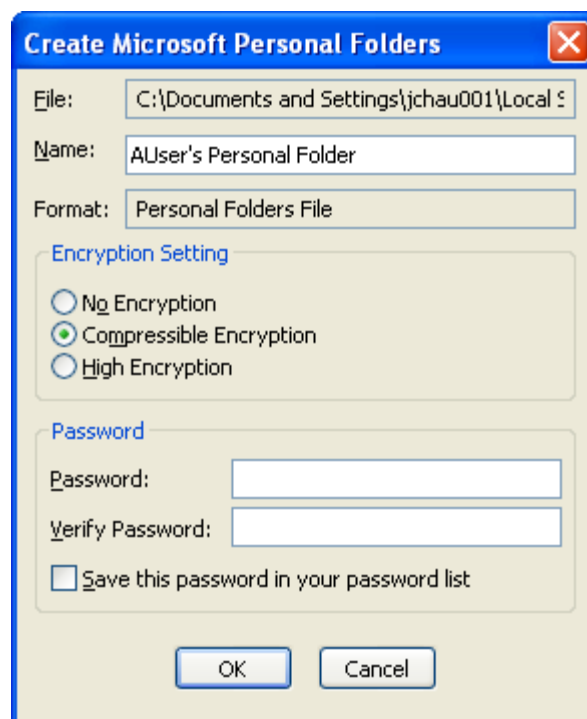 Create Microsoft Personal Folders
File: C:\Documents and Settings\jchau001\Local S
Name: AUser's Personal Folder
Format: Personal Folders File
Encryption Setting
No Encryption
Compressible Encryption
High Encryption
Password
Password:
Verify Password:
Save this password in your password list
OK Cancel